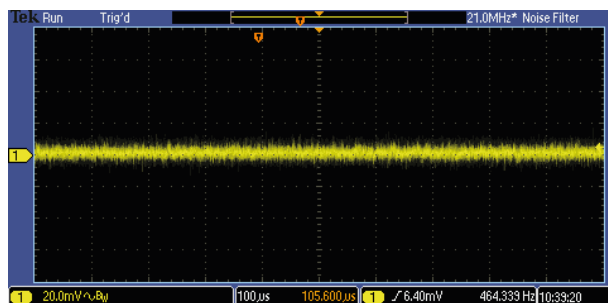 Tek Run Trig'd 21.0MHz* Noise Filter
T
T
1
1 20.0mV∿BW 100µs 105.600µs 1 ∫ 6.40mV 464.339 Hz 10:39:20